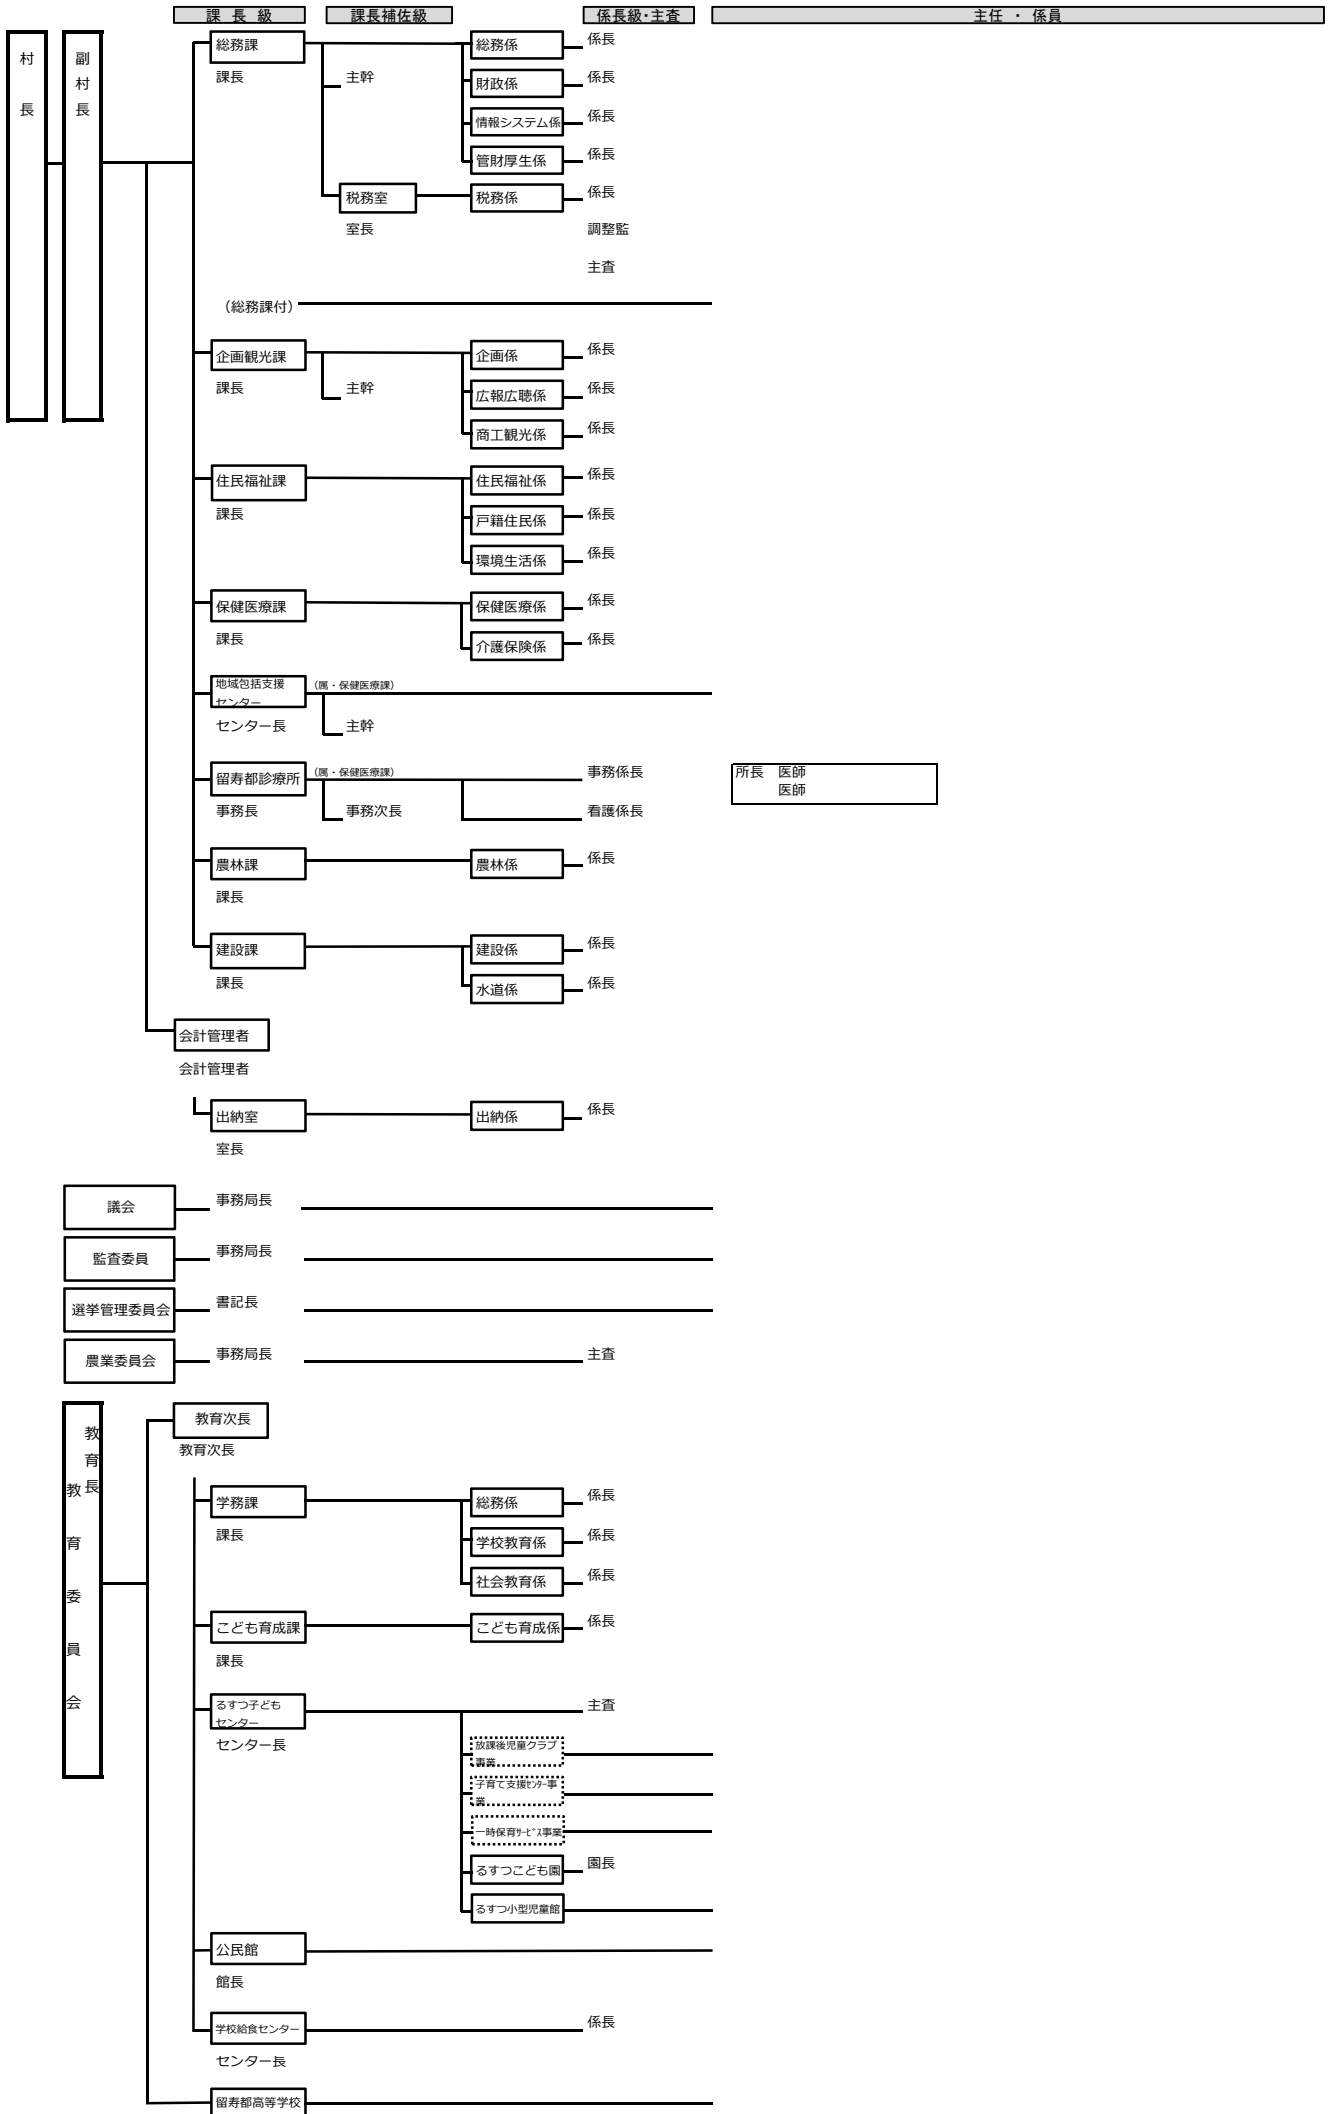 課 長 級 課長補佐級 係長級・主査 主任 ・ 係員
村長
副村長
総務課 総務係 係長
課長 主幹 財政係 係長
情報システム係 係長
管財厚生係 係長
税務室 税務係 係長
室長 調整監
主査
（総務課付）
企画観光課 企画係 係長
課長 主幹 広報広聴係 係長
商工観光係 係長
住民福祉課 住民福祉係 係長
課長 戸籍住民係 係長
環境生活係 係長
保健医療課 保健医療係 係長
課長 介護保険係 係長
地域包括支援 （属・保健医療課）
センター
センター長 主幹
留寿都診療所 （属・保健医療課） 事務係長 所長 医師
医師
事務長 事務次長 看護係長
農林課 農林係 係長
課長
建設課 建設係 係長
課長 水道係 係長
会計管理者
会計管理者
出納室 出納係 係長
室長
議会 事務局長
監査委員 事務局長
選挙管理委員会 書記長
農業委員会 事務局長 主査
教育長
教育委員会
教育次長
教育次長
学務課 総務係 係長
課長 学校教育係 係長
社会教育係 係長
こども育成課 こども育成係 係長
課長
るすつ子ども 主査
センター
センター長 放課後児童クラブ
事業
子育て支援ｾﾝﾀｰ事
業
一時保育ｻｰﾋﾞｽ事業
るすつこども園 園長
るすつ小型児童館
公民館
館長
学校給食センター 係長
センター長
留寿都高等学校